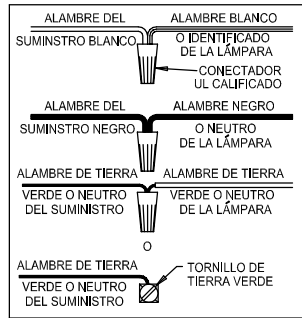 ALAMBRE DEL
SUMINSTRO BLANCO
ALAMBRE BLANCO
O IDENTIFICADO
DE LA LÁMPARA
CONECTADOR
UL CALIFICADO
ALAMBRE DEL
SUMINSTRO NEGRO
ALAMBRE NEGRO
O NEUTRO
DE LA LÁMPARA
ALAMBRE DE TIERRA
VERDE O NEUTRO
DEL SUMINISTRO
ALAMBRE DE TIERRA
VERDE O NEUTRO
DE LA LÁMPARA
O
ALAMBRE DE TIERRA
VERDE O NEUTRO
DEL SUMINISTRO
TORNILLO DE
TIERRA VERDE